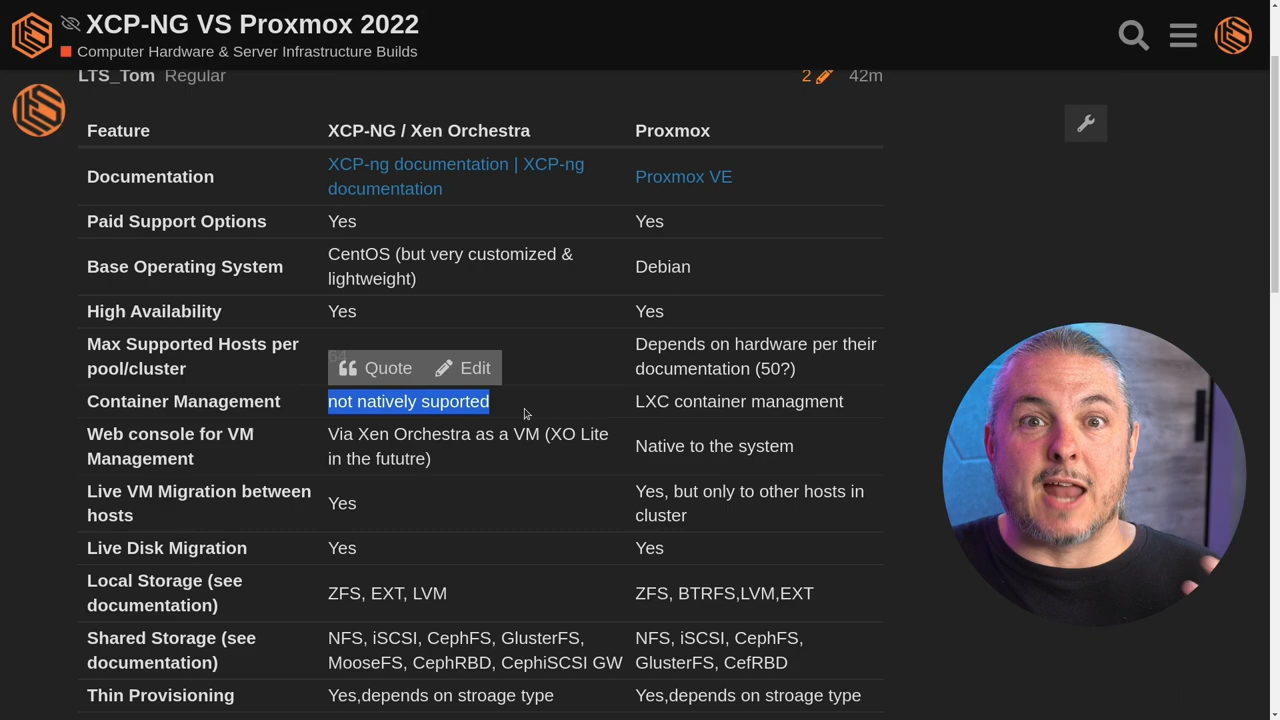 XCP-NG VS Proxmox 2022
Computer Hardware & Server Infrastructure Builds
LTS_Tom Regular 2 42m
Feature XCP-NG / Xen Orchestra Proxmox
Documentation XCP-ng documentation | XCP-ng documentation Proxmox VE
Paid Support Options Yes Yes
Base Operating System CentOS (but very customized & lightweight) Debian
High Availability Yes Yes
Max Supported Hosts per pool/cluster 64 Depends on hardware per their documentation (50?)
Quote Edit
Container Management not natively suported LXC container managment
Web console for VM Management Via Xen Orchestra as a VM (XO Lite in the fututre) Native to the system
Live VM Migration between hosts Yes Yes, but only to other hosts in cluster
Live Disk Migration Yes Yes
Local Storage (see documentation) ZFS, EXT, LVM ZFS, BTRFS,LVM,EXT
Shared Storage (see documentation) NFS, iSCSI, CephFS, GlusterFS, MooseFS, CephRBD, CephiSCSI GW NFS, iSCSI, CephFS, GlusterFS, CefRBD
Thin Provisioning Yes,depends on stroage type Yes,depends on stroage type